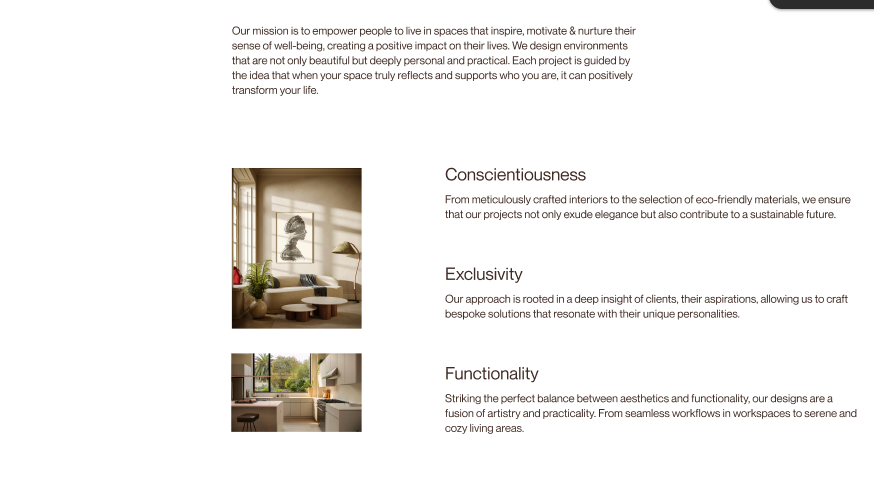 Our mission is to empower people to live in spaces that inspire, motivate & nurture their
sense of well-being, creating a positive impact on their lives. We design environments
that are not only beautiful but deeply personal and practical. Each project is guided by
the idea that when your space truly reflects and supports who you are, it can positively
transform your life.
Conscientiousness
From meticulously crafted interiors to the selection of eco-friendly materials, we ensure
that our projects not only exude elegance but also contribute to a sustainable future.
Exclusivity
Our approach is rooted in a deep insight of clients, their aspirations, allowing us to craft
bespoke solutions that resonate with their unique personalities.
Functionality
Striking the perfect balance between aesthetics and functionality, our designs are a
fusion of artistry and practicality. From seamless workflows in workspaces to serene and
cozy living areas.